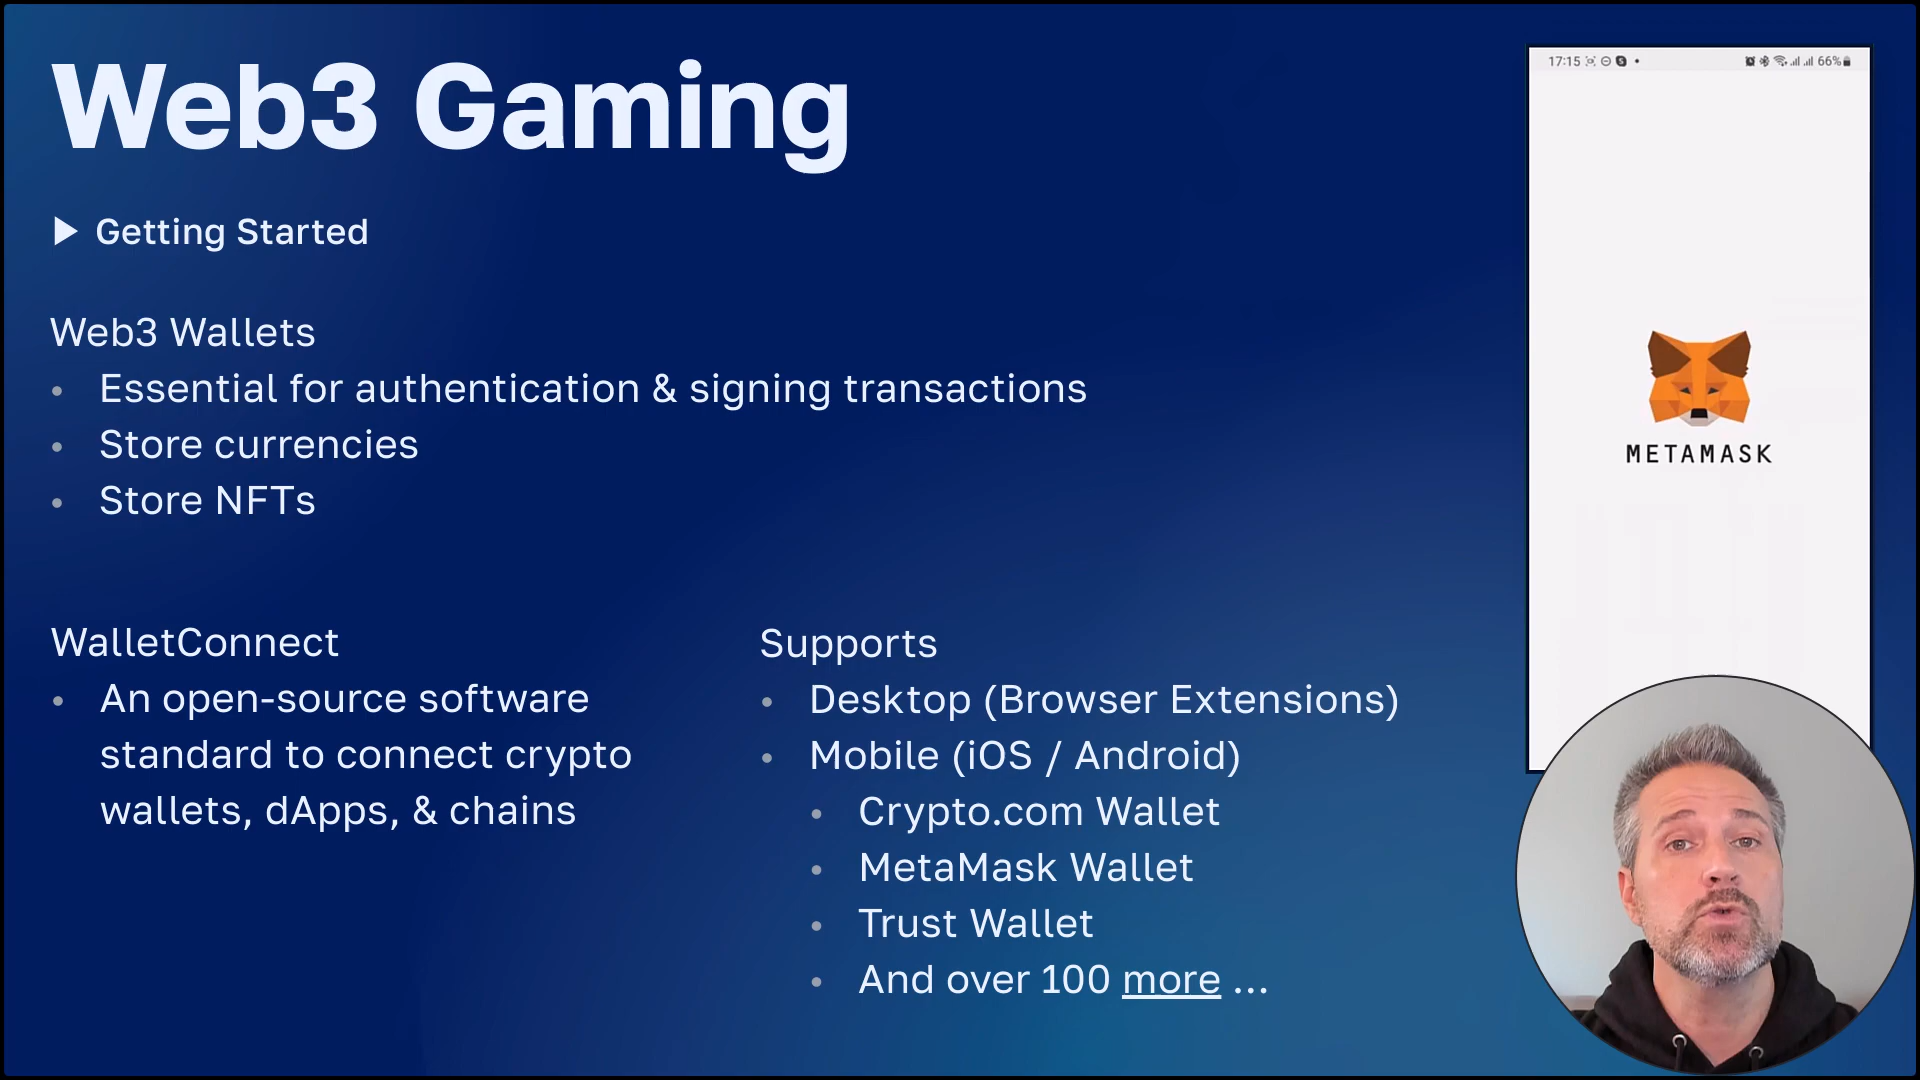 Web3 Gaming
▶ Getting Started
Web3 Wallets
• Essential for authentication & signing transactions
• Store currencies
• Store NFTs
WalletConnect
• An open-source software
standard to connect crypto
wallets, dApps, & chains
Supports
• Desktop (Browser Extensions)
• Mobile (iOS / Android)
• Crypto.com Wallet
• MetaMask Wallet
• Trust Wallet
• And over 100 more ...
17:15
66%
METAMASK